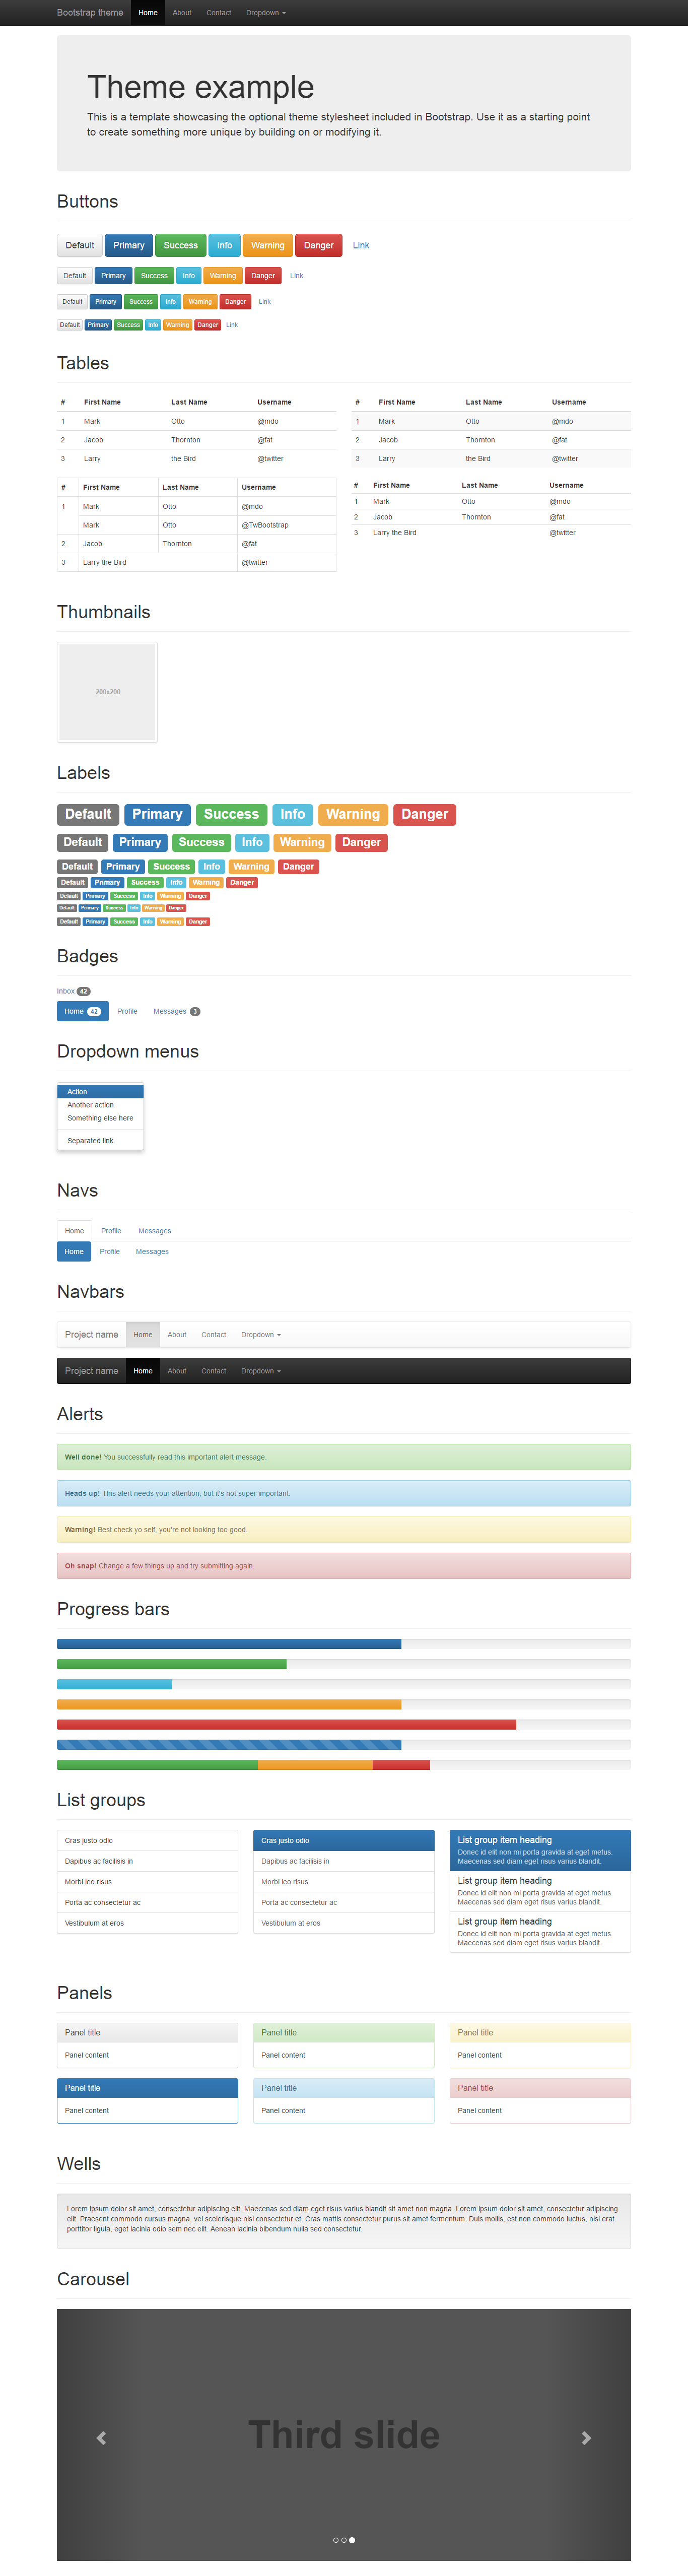 Bootstrap theme Home About Contact Dropdown
Theme example
This is a template showcasing the optional theme stylesheet included in Bootstrap. Use it as a starting point
to create something more unique by building on or modifying it.
Buttons
Default Primary Success Info Warning Danger Link
Default Primary Success Info Warning Danger Link
Default Primary Success Info Warning Danger Link
Default Primary Success Info Warning Danger Link
Tables
# First Name Last Name Username
1 Mark Otto @mdo
2 Jacob Thornton @fat
3 Larry the Bird @twitter
# First Name Last Name Username
1 Mark Otto @mdo
2 Jacob Thornton @fat
3 Larry the Bird @twitter
# First Name Last Name Username
1 Mark Otto @mdo
Mark Otto @TwBootstrap
2 Jacob Thornton @fat
3 Larry the Bird @twitter
# First Name Last Name Username
1 Mark Otto @mdo
2 Jacob Thornton @fat
3 Larry the Bird @twitter
Thumbnails
200x200
Labels
Default Primary Success Info Warning Danger
Default Primary Success Info Warning Danger
Default Primary Success Info Warning Danger
Default Primary Success Info Warning Danger
Default Primary Success Info Warning Danger
Default Primary Success Info Warning Danger
Default Primary Success Info Warning Danger
Badges
Inbox 42
Home 42 Profile Messages 3
Dropdown menus
Action
Another action
Something else here
Separated link
Navs
Home Profile Messages
Home Profile Messages
Navbars
Project name Home About Contact Dropdown
Project name Home About Contact Dropdown
Alerts
Well done! You successfully read this important alert message.
Heads up! This alert needs your attention, but it's not super important.
Warning! Best check yo self, you're not looking too good.
Oh snap! Change a few things up and try submitting again.
Progress bars
List groups
Cras justo odio
Dapibus ac facilisis in
Morbi leo risus
Porta ac consectetur ac
Vestibulum at eros
Cras justo odio
Dapibus ac facilisis in
Morbi leo risus
Porta ac consectetur ac
Vestibulum at eros
List group item heading
Donec id elit non mi porta gravida at eget metus.
Maecenas sed diam eget risus varius blandit.
List group item heading
Donec id elit non mi porta gravida at eget metus.
Maecenas sed diam eget risus varius blandit.
List group item heading
Donec id elit non mi porta gravida at eget metus.
Maecenas sed diam eget risus varius blandit.
Panels
Panel title
Panel content
Panel title
Panel content
Panel title
Panel content
Panel title
Panel content
Panel title
Panel content
Panel title
Panel content
Wells
Lorem ipsum dolor sit amet, consectetur adipiscing elit. Maecenas sed diam eget risus varius blandit sit amet non magna. Lorem ipsum dolor sit amet, consectetur adipiscing
elit. Praesent commodo cursus magna, vel scelerisque nisl consectetur et. Cras mattis consectetur purus sit amet fermentum. Duis mollis, est non commodo luctus, nisi erat
porttitor ligula, eget lacinia odio sem nec elit. Aenean lacinia bibendum nulla sed consectetur.
Carousel
Third slide